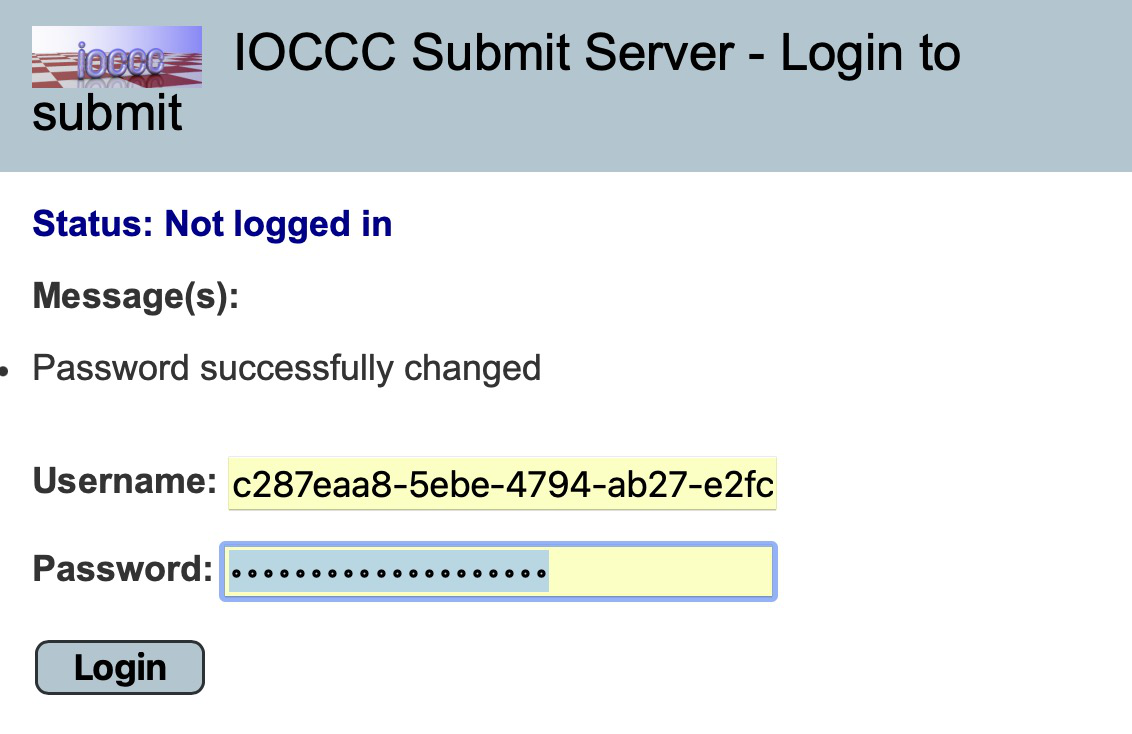 ioccc IOCCC Submit Server - Login to
submit
Status: Not logged in
Message(s):
• Password successfully changed
Username: c287eaa8-5ebe-4794-ab27-e2fc
Password: ••••••••••••••••••••
Login